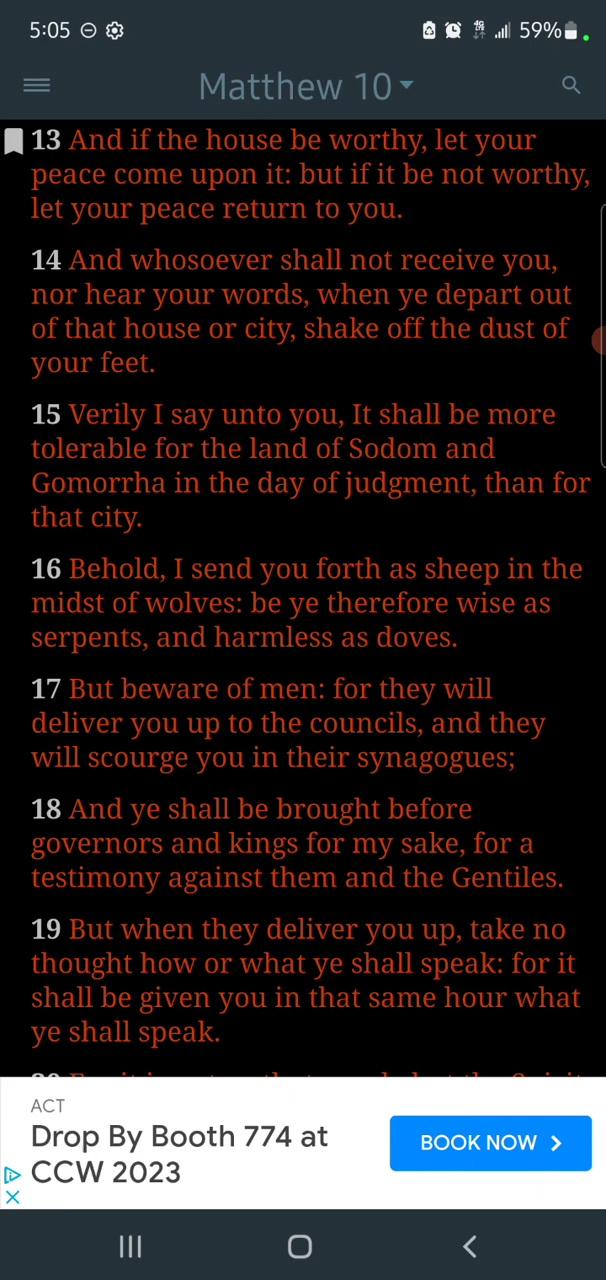 5:05
4G
59%
Matthew 10
13 And if the house be worthy, let your
peace come upon it: but if it be not worthy,
let your peace return to you.
14 And whosoever shall not receive you,
nor hear your words, when ye depart out
of that house or city, shake off the dust of
your feet.
15 Verily I say unto you, It shall be more
tolerable for the land of Sodom and
Gomorrha in the day of judgment, than for
that city.
16 Behold, I send you forth as sheep in the
midst of wolves: be ye therefore wise as
serpents, and harmless as doves.
17 But beware of men: for they will
deliver you up to the councils, and they
will scourge you in their synagogues;
18 And ye shall be brought before
governors and kings for my sake, for a
testimony against them and the Gentiles.
19 But when they deliver you up, take no
thought how or what ye shall speak: for it
shall be given you in that same hour what
ye shall speak.
ACT
Drop By Booth 774 at
CCW 2023
BOOK NOW